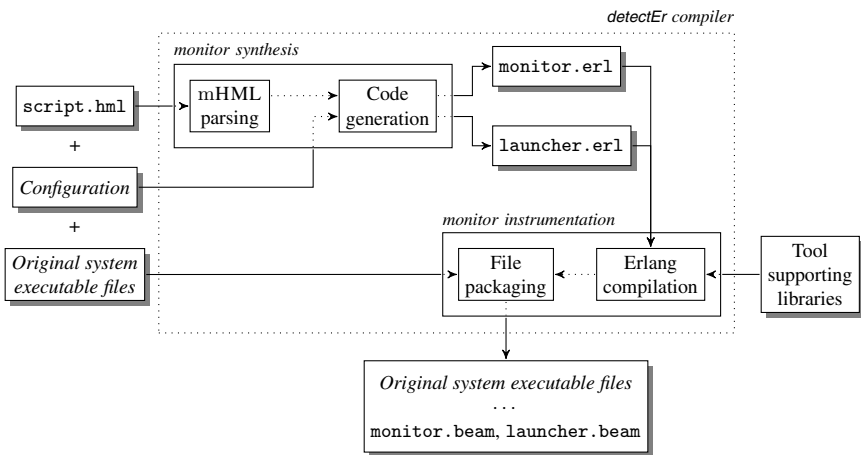 detectEr compiler
monitor synthesis
mHML
parsing
Code
generation
monitor.erl
launcher.erl
script.hml
+
Configuration
+
Original system
executable files
monitor instrumentation
File
packaging
Erlang
compilation
Tool
supporting
libraries
Original system executable files
...
monitor.beam, launcher.beam